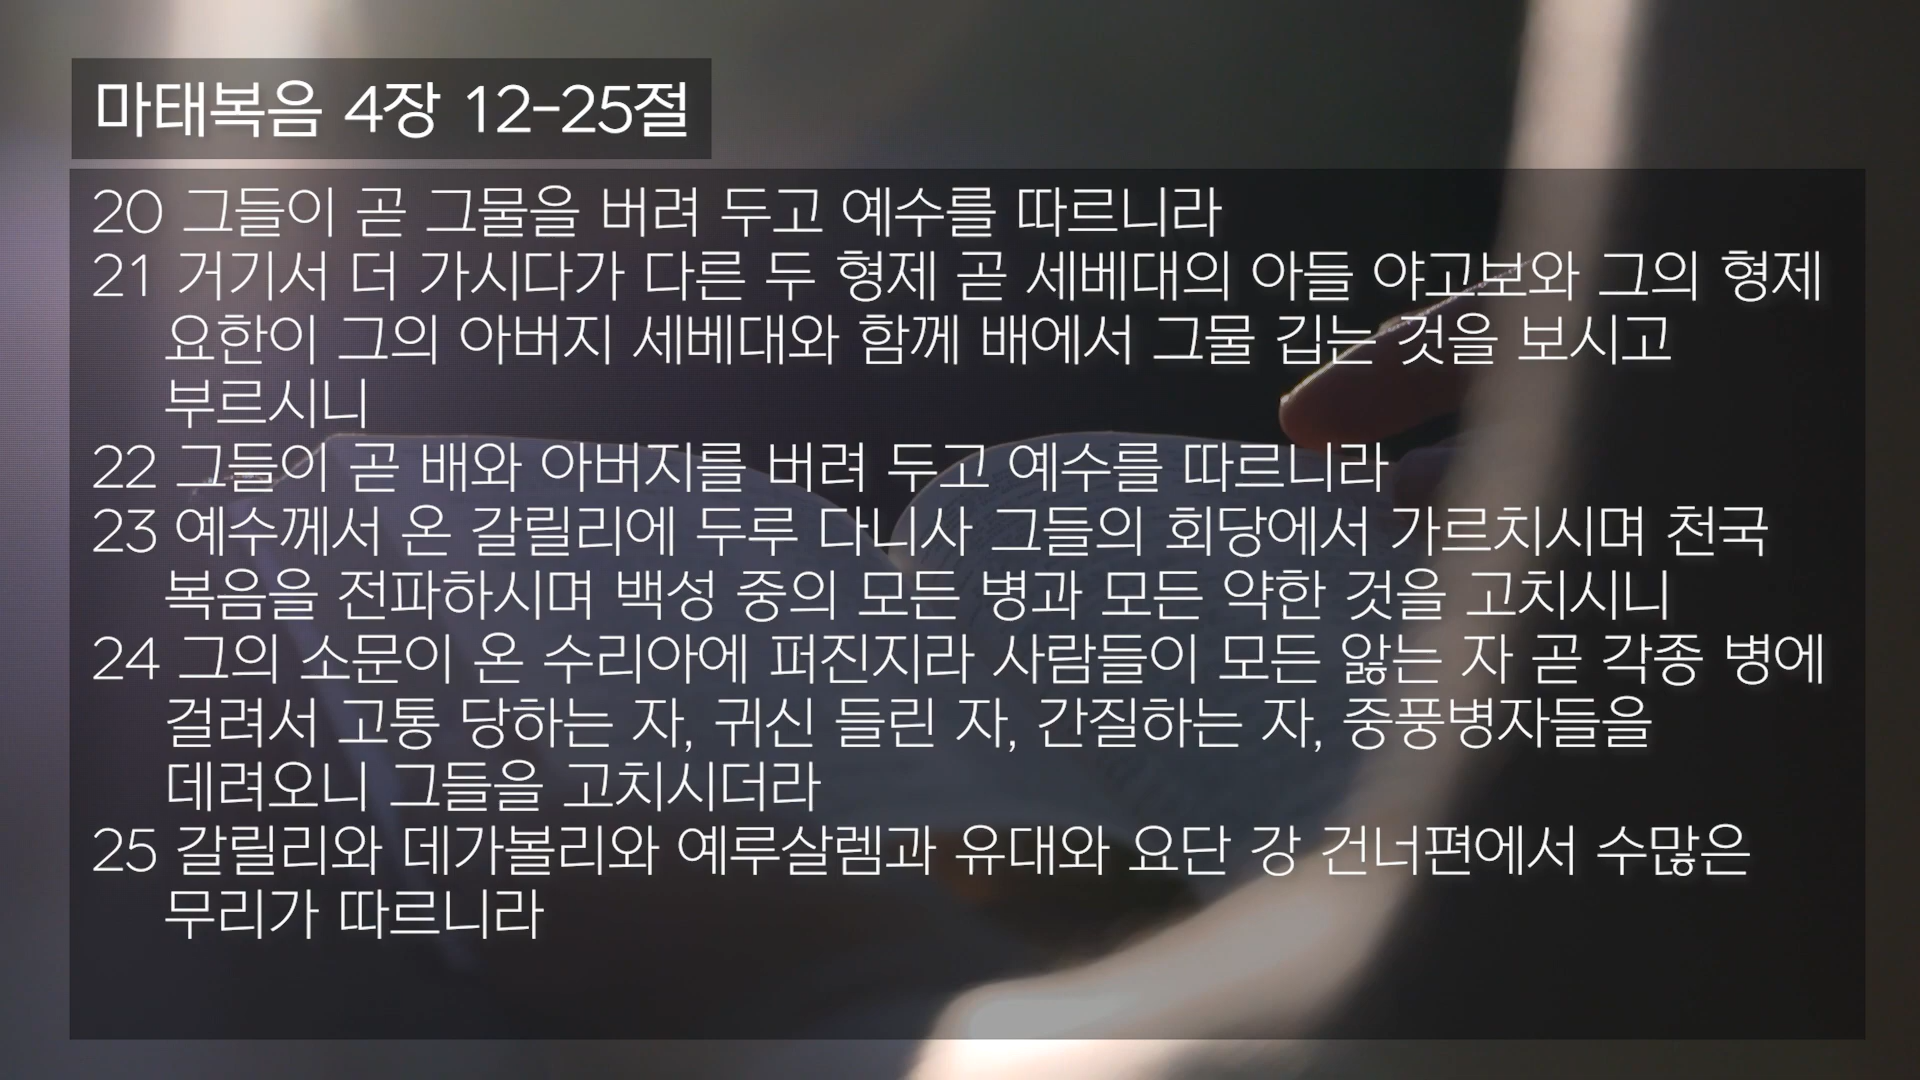 마태복음 4장 12-25절
20 그들이 곧 그물을 버려 두고 예수를 따르니라
21 거기서 더 가시다가 다른 두 형제 곧 세베대의 아들 야고보와 그의 형제
요한이 그의 아버지 세베대와 함께 배에서 그물 깁는 것을 보시고
부르시니
22 그들이 곧 배와 아버지를 버려 두고 예수를 따르니라
23 예수께서 온 갈릴리에 두루 다니사 그들의 회당에서 가르치시며 천국
복음을 전파하시며 백성 중의 모든 병과 모든 약한 것을 고치시니
24 그의 소문이 온 수리아에 퍼진지라 사람들이 모든 앓는 자 곧 각종 병에
걸려서 고통 당하는 자, 귀신 들린 자, 간질하는 자, 중풍병자들을
데려오니 그들을 고치시더라
25 갈릴리와 데가볼리와 예루살렘과 유대와 요단 강 건너편에서 수많은
무리가 따르니라